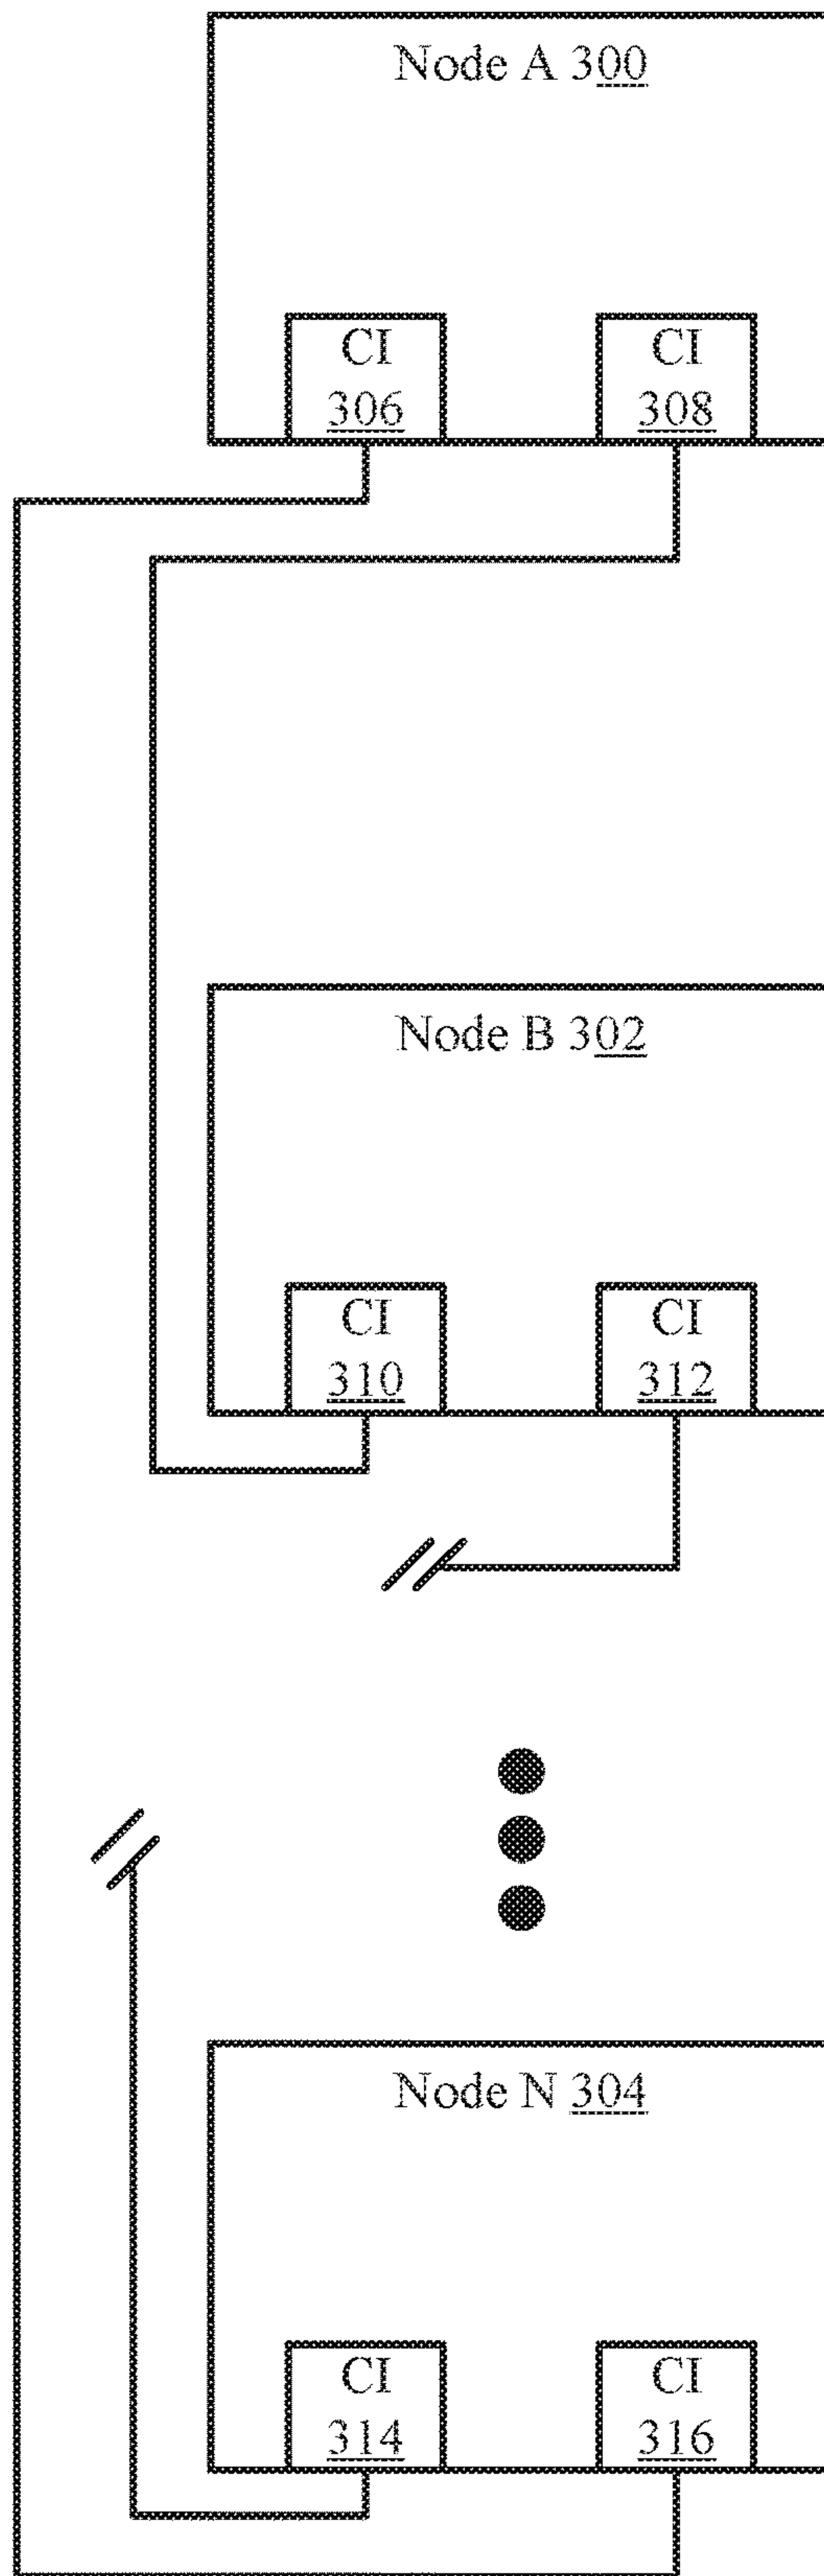 Node A 300
CI CI
306 308
Node B 302
CI CI
310 312
Node N 304
CI CI
314 316